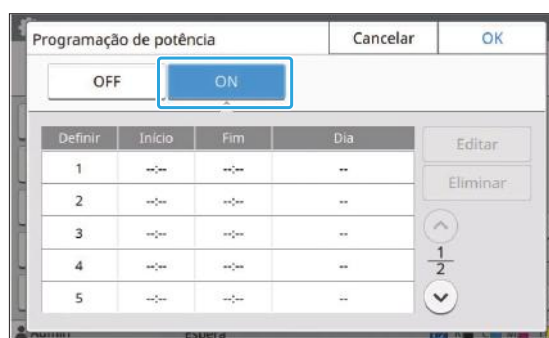 Programação de potência Cancelar OK
OFF ON
Definir Início Fim Dia Editar
1 --:-- --:-- --
Eliminar
2 --:-- --:-- --
3 --:-- --:-- --
4 --:-- --:-- -- 1
2
5 --:-- --:-- --
Admin